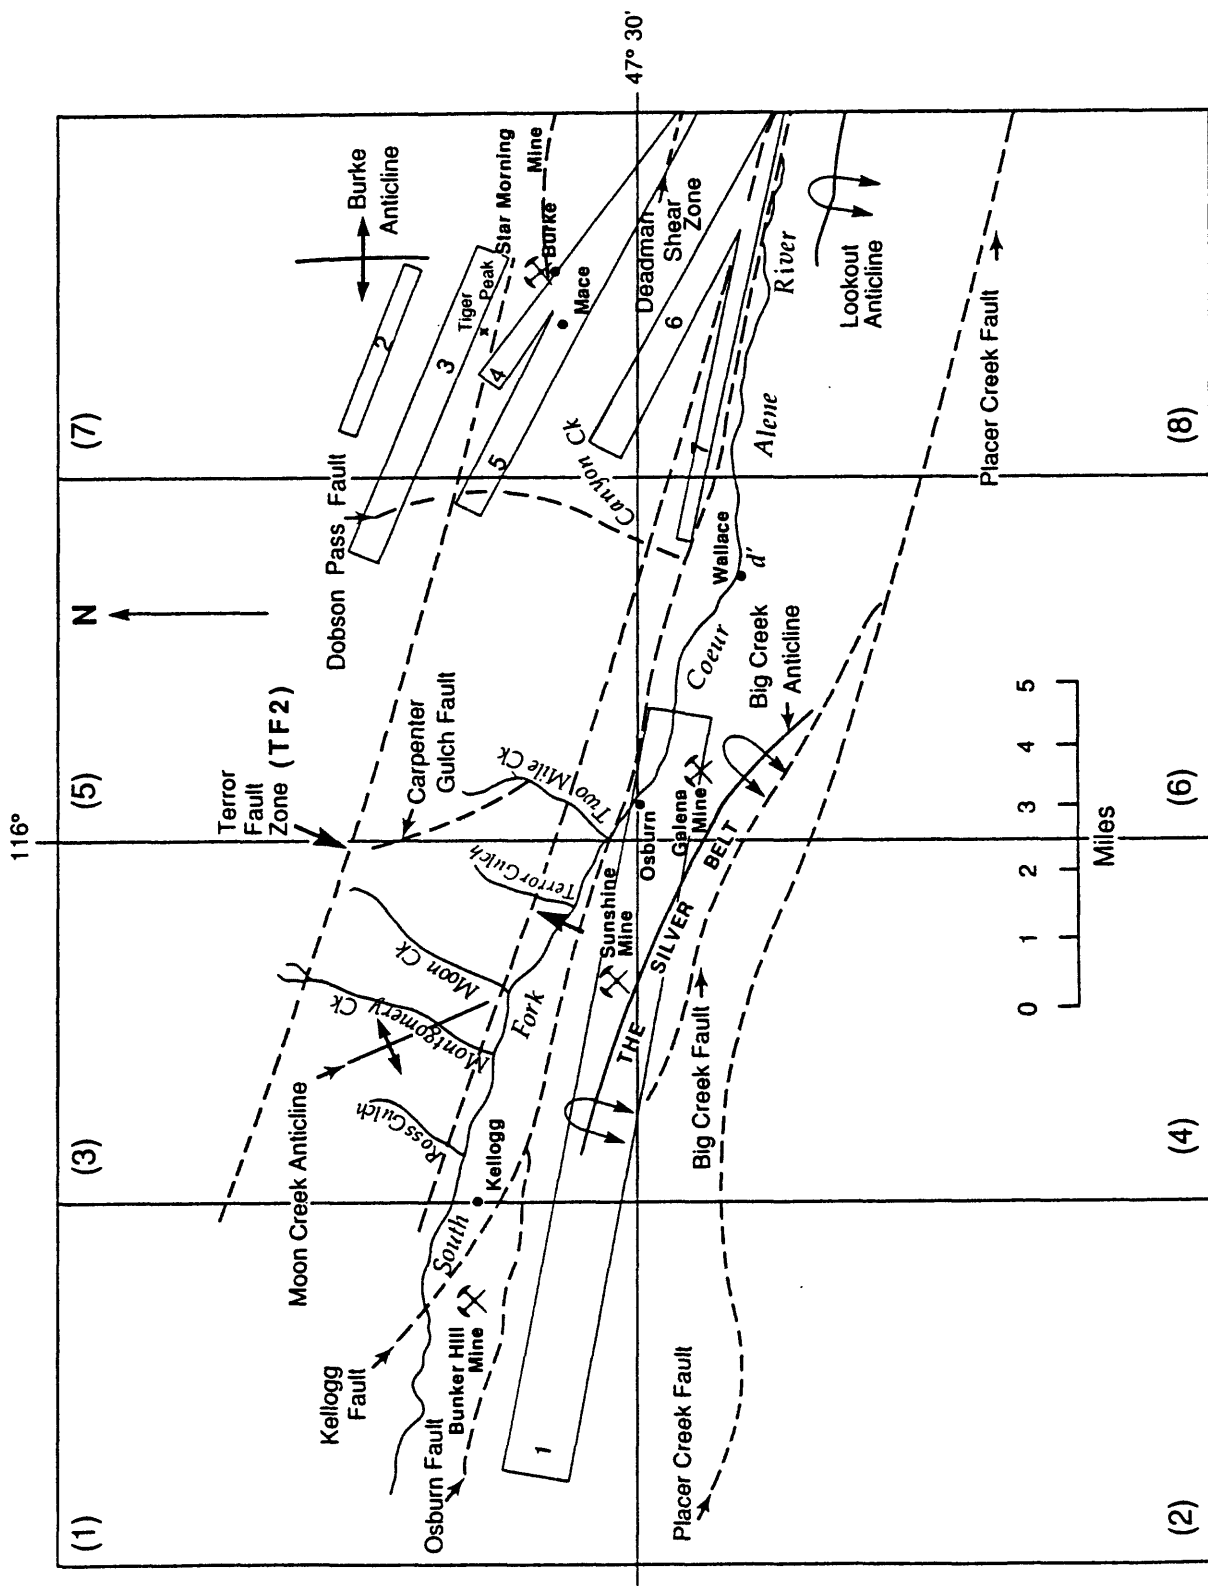 116°
47° 30'
(1)
(3)
(5)
(7)
(2)
(4)
(6)
(8)
N
Terror
Fault
Zone (TF2)
Dobson Pass Fault
Carpenter
Gulch Fault
Burke
Anticline
Tiger
Peak
Star Morning
Mine
Burke
Mace
Deadman
Shear
Zone
2
3
4
5
6
7
1
Canyon Ck
Two Mile Ck
Terror Gulch
Moon Ck
Montgomery
Ck
Ross Gulch
Moon Creek Anticline
Kellogg
Fault
Kellogg
Bunker Hill
Mine
Osburn Fault
South
Fork
Coeur
d'
Alene
River
Wallace
Osburn
Sunshine
Mine
Galena
Mine
THE
SILVER
BELT
Big Creek
Anticline
Big Creek Fault
Placer Creek Fault
Placer Creek Fault
Lookout
Anticline
0
1
2
3
4
5
Miles